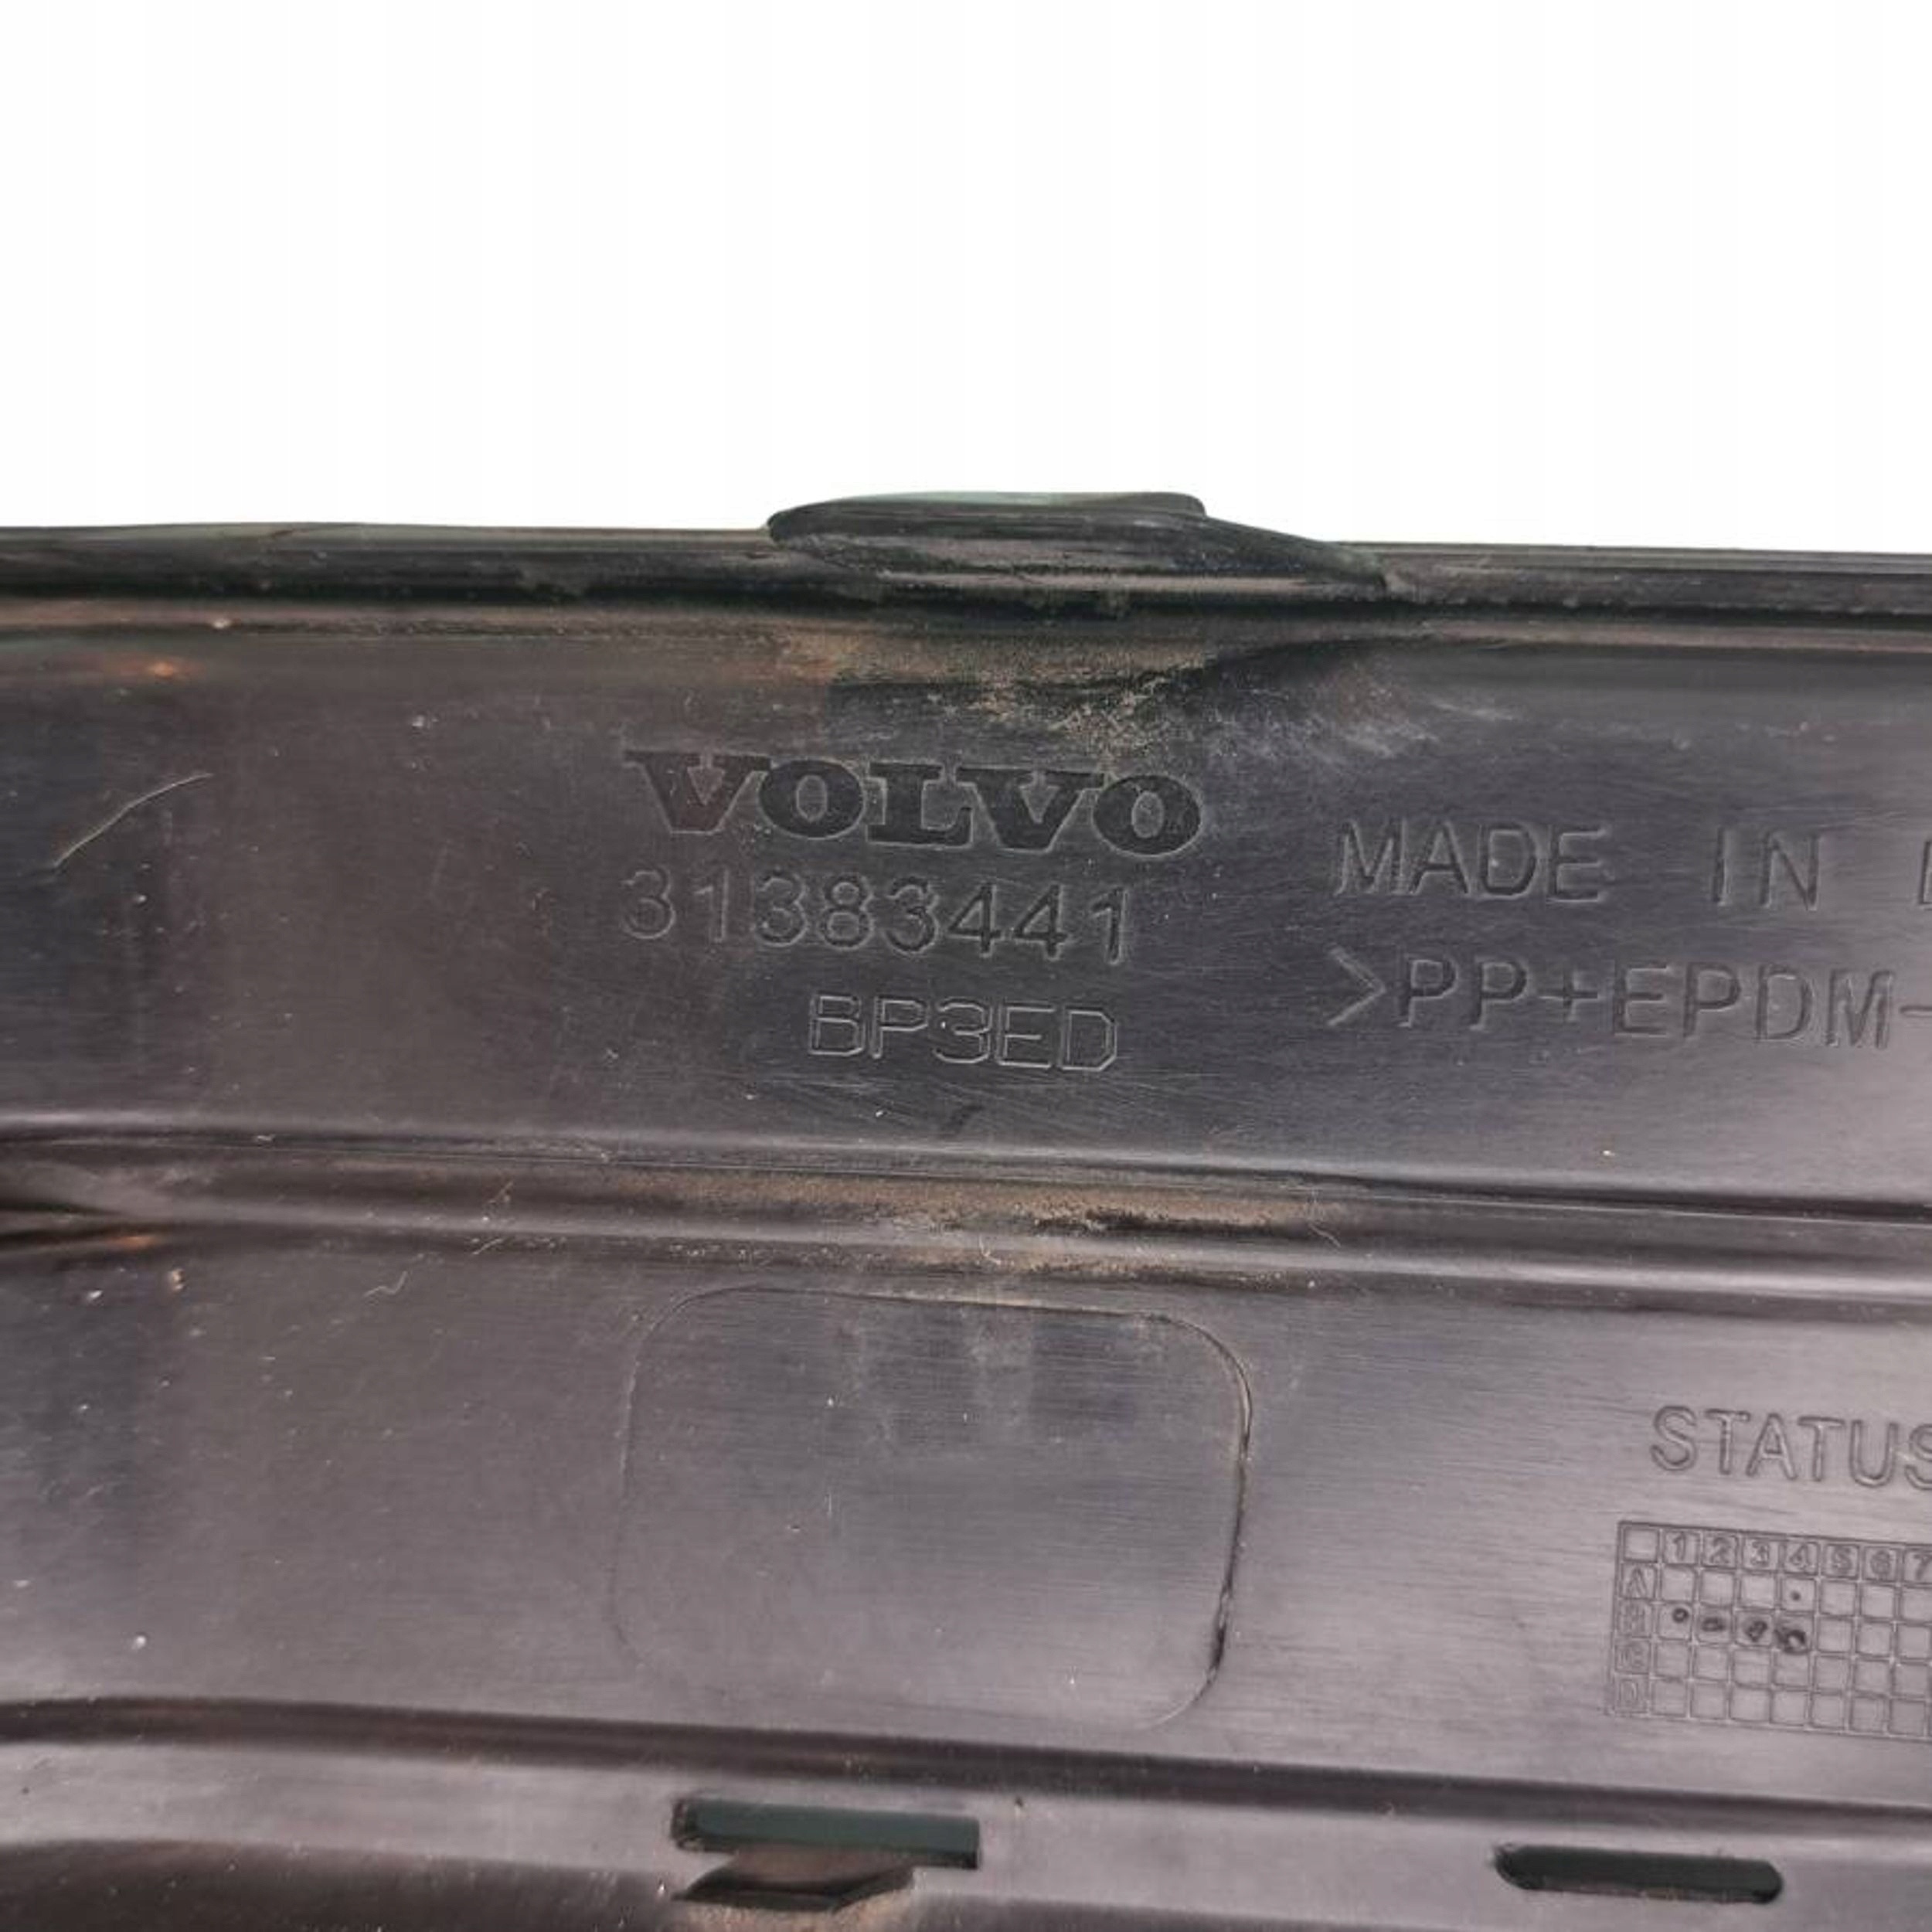 VOLVO
31383441
BP3ED
MADE IN
>PP+EPDM-
STATUS
1 2 3 4 5 6 7
A
B
C
D